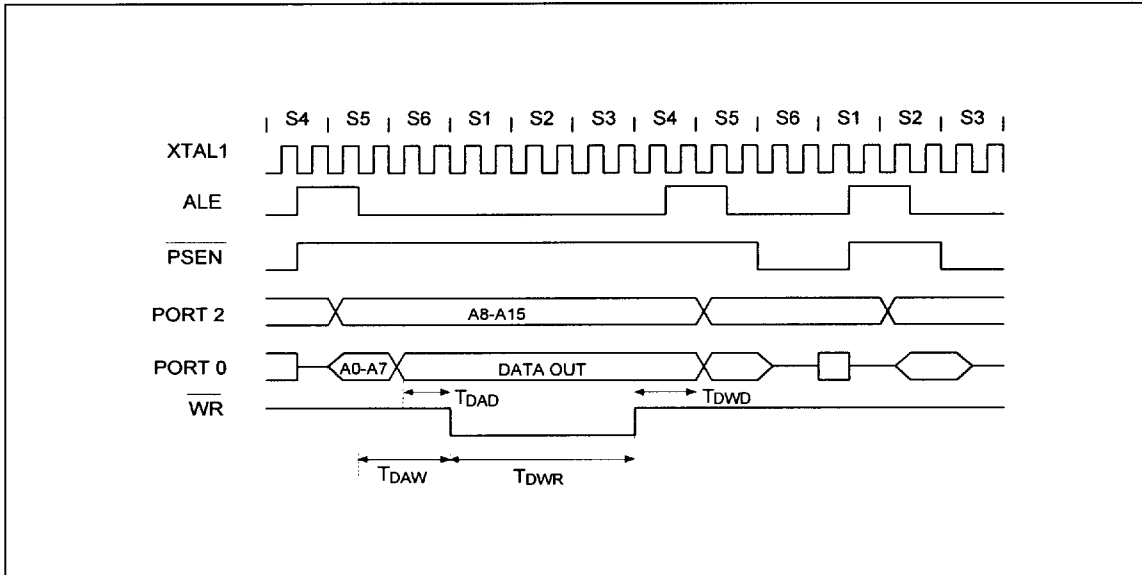 | S4 | S5 | S6 | S1 | S2 | S3 | S4 | S5 | S6 | S1 | S2 | S3 |
XTAL1
ALE
PSEN
PORT 2 A8-A15
PORT 0 A0-A7 DATA OUT
TDAD TDWD
WR
TDAW TDWR